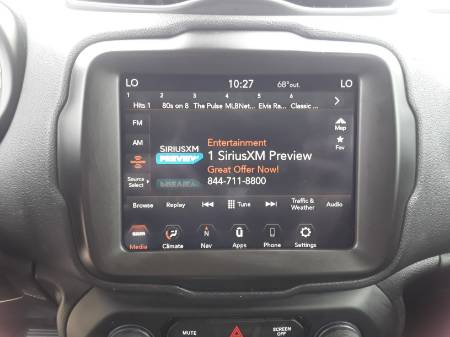 LO 10:27 68°out. LO
1 2 3 4 5 6
Hits 1 80s on 8 The Pulse MLBNet... Elvis Ra... Classic ...
FM
Map
AM
Fav
Entertainment
SIRIUSXM
PREVIEW
1 SiriusXM Preview
Great Offer Now!
844-711-8800
Source
Select
Browse Replay Tune Traffic &
Weather Audio
Media Climate Nav Apps Phone Settings
MUTE SCREEN
OFF